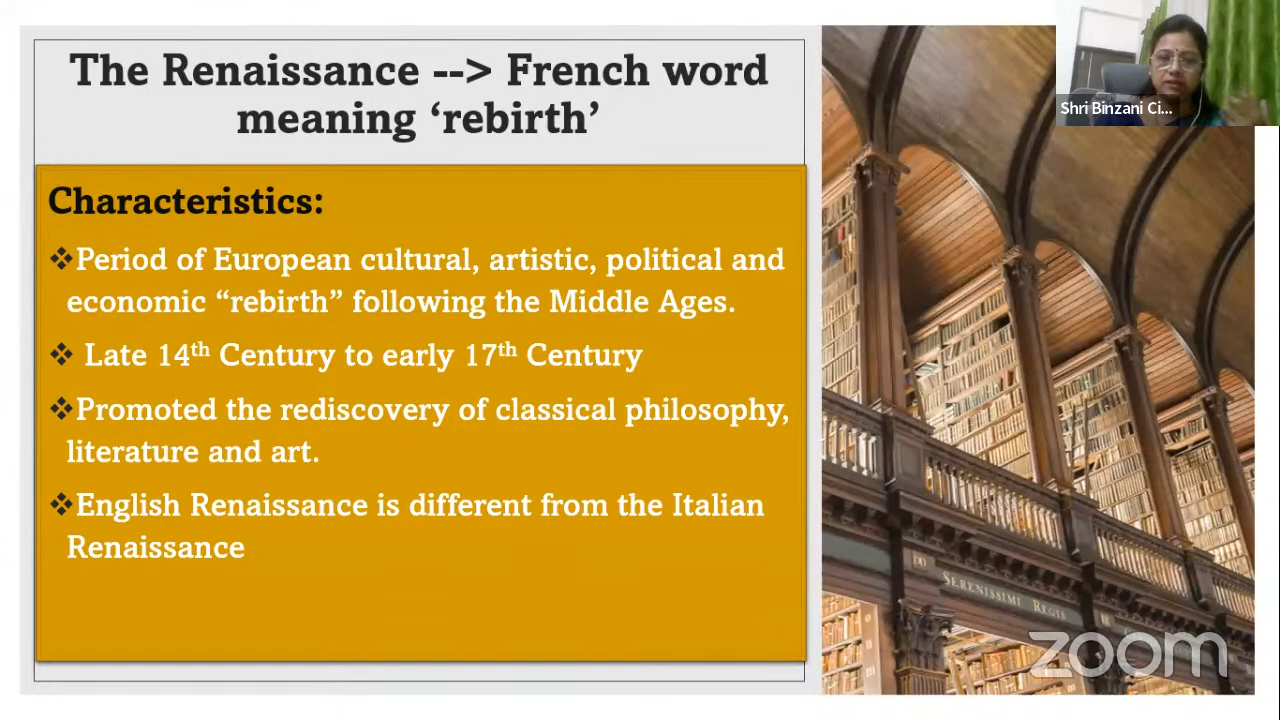 The Renaissance --> French word
meaning ‘rebirth’
Characteristics:
❖Period of European cultural, artistic, political and
economic “rebirth” following the Middle Ages.
❖ Late 14th Century to early 17th Century
❖Promoted the rediscovery of classical philosophy,
literature and art.
❖English Renaissance is different from the Italian
Renaissance
Shri Binzani Ci...
DD
SERENISSIMI REGIS
zoom